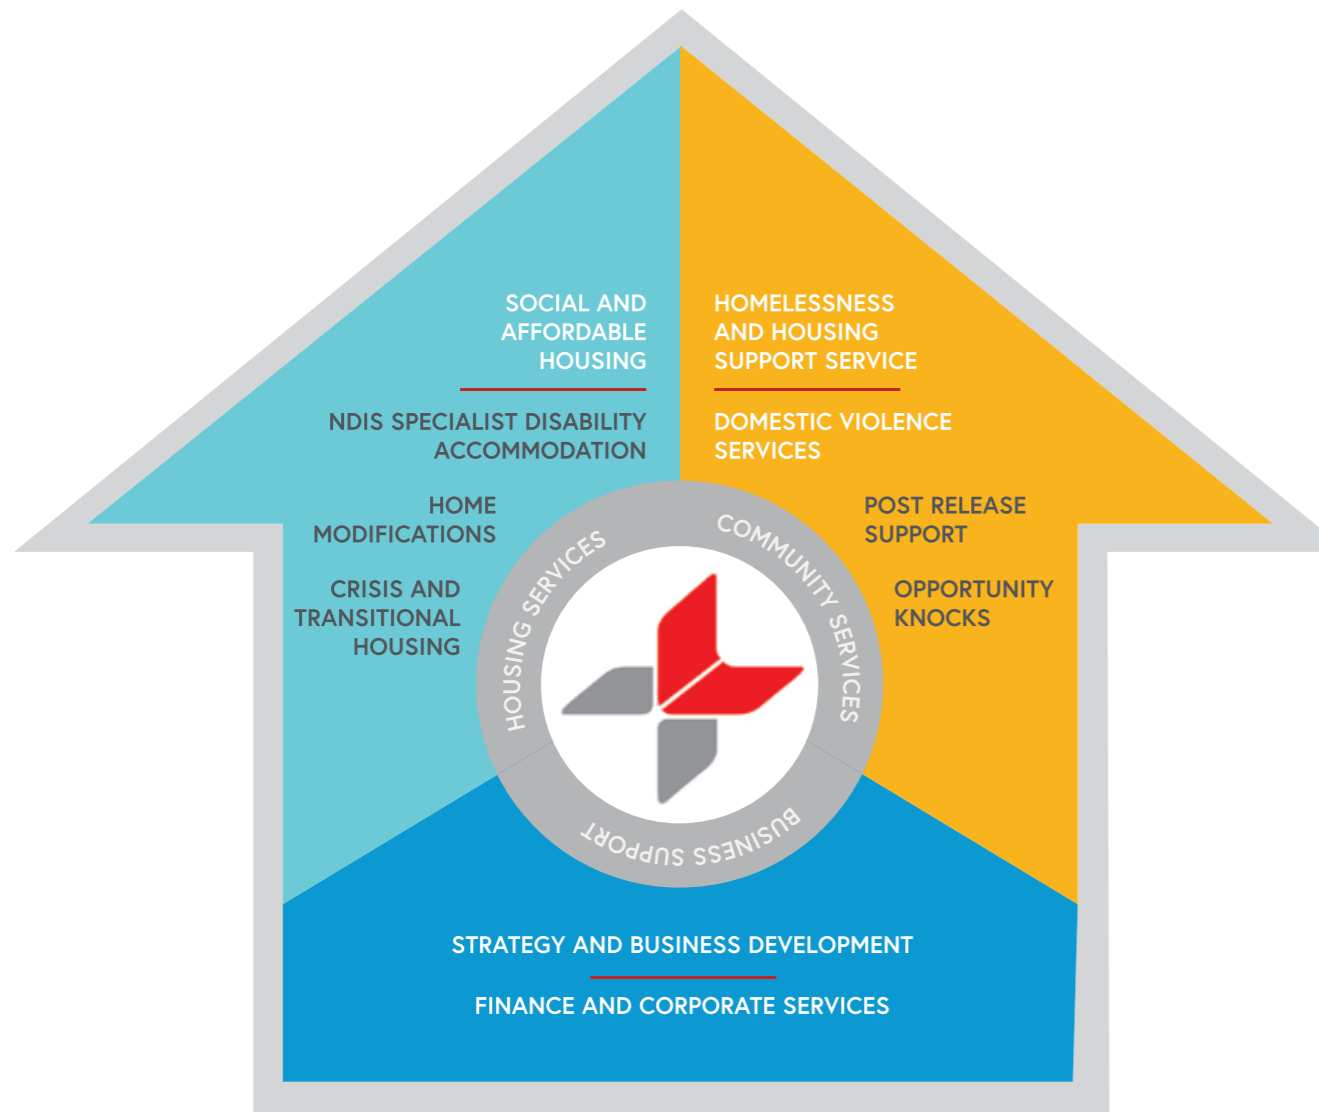 SOCIAL AND
AFFORDABLE
HOUSING
NDIS SPECIALIST DISABILITY
ACCOMMODATION
HOME
MODIFICATIONS
CRISIS AND
TRANSITIONAL
HOUSING
HOMELESSNESS
AND HOUSING
SUPPORT SERVICE
DOMESTIC VIOLENCE
SERVICES
POST RELEASE
SUPPORT
OPPORTUNITY
KNOCKS
HOUSING SERVICES
COMMUNITY SERVICES
BUSINESS SUPPORT
STRATEGY AND BUSINESS DEVELOPMENT
FINANCE AND CORPORATE SERVICES